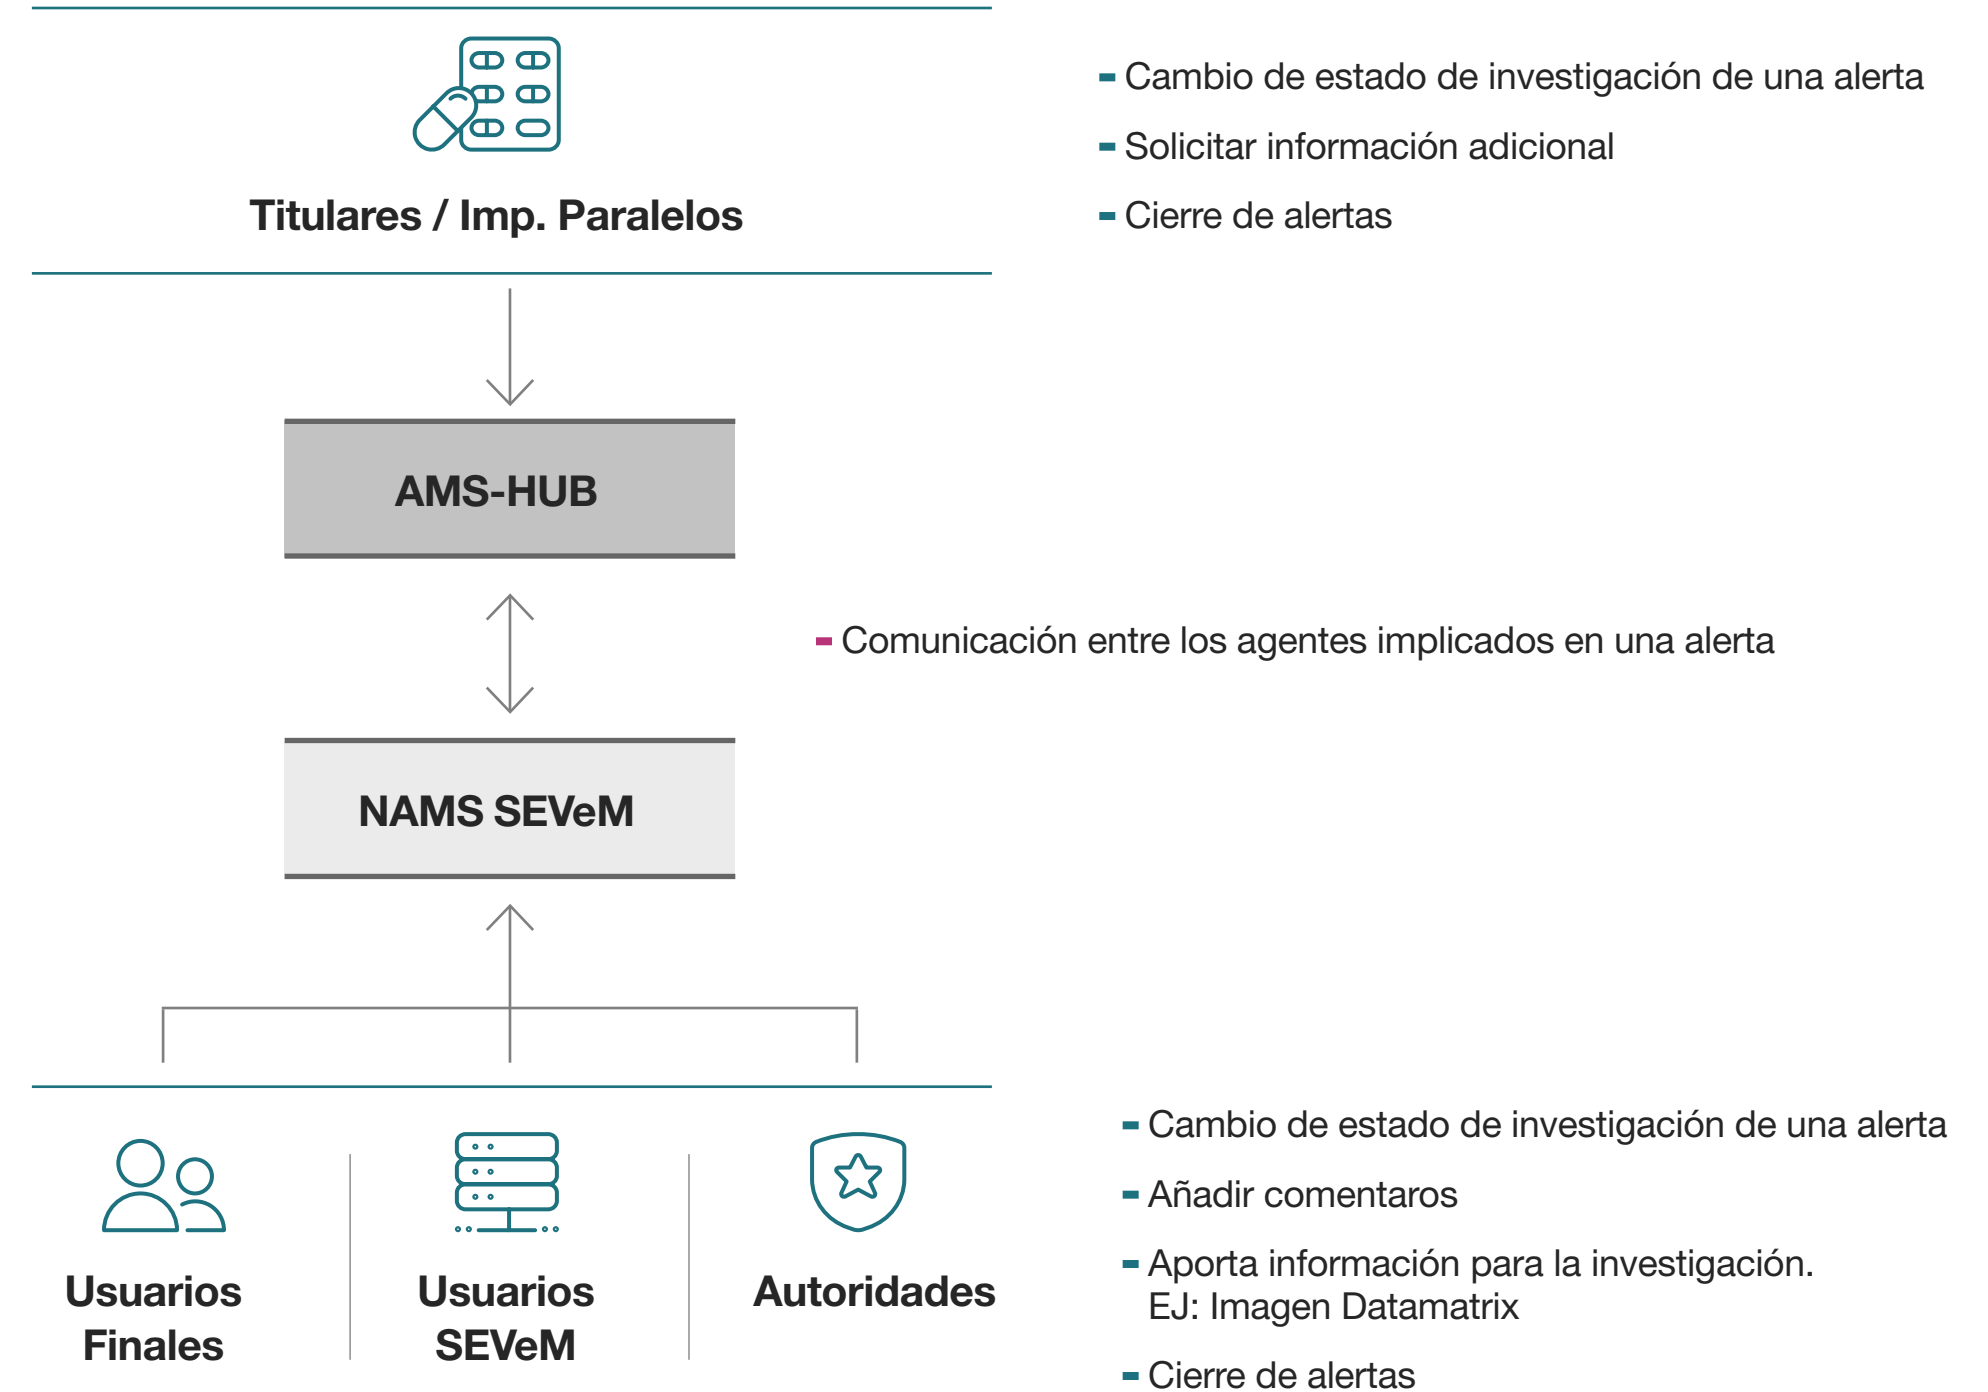 - Cambio de estado de investigación de una alerta
- Solicitar información adicional
- Cierre de alertas
Titulares / Imp. Paralelos
AMS-HUB
- Comunicación entre los agentes implicados en una alerta
NAMS SEVeM
Usuarios
Finales
Usuarios
SEVeM
Autoridades
- Cambio de estado de investigación de una alerta
- Añadir comentaros
- Aporta información para la investigación.
EJ: Imagen Datamatrix
- Cierre de alertas